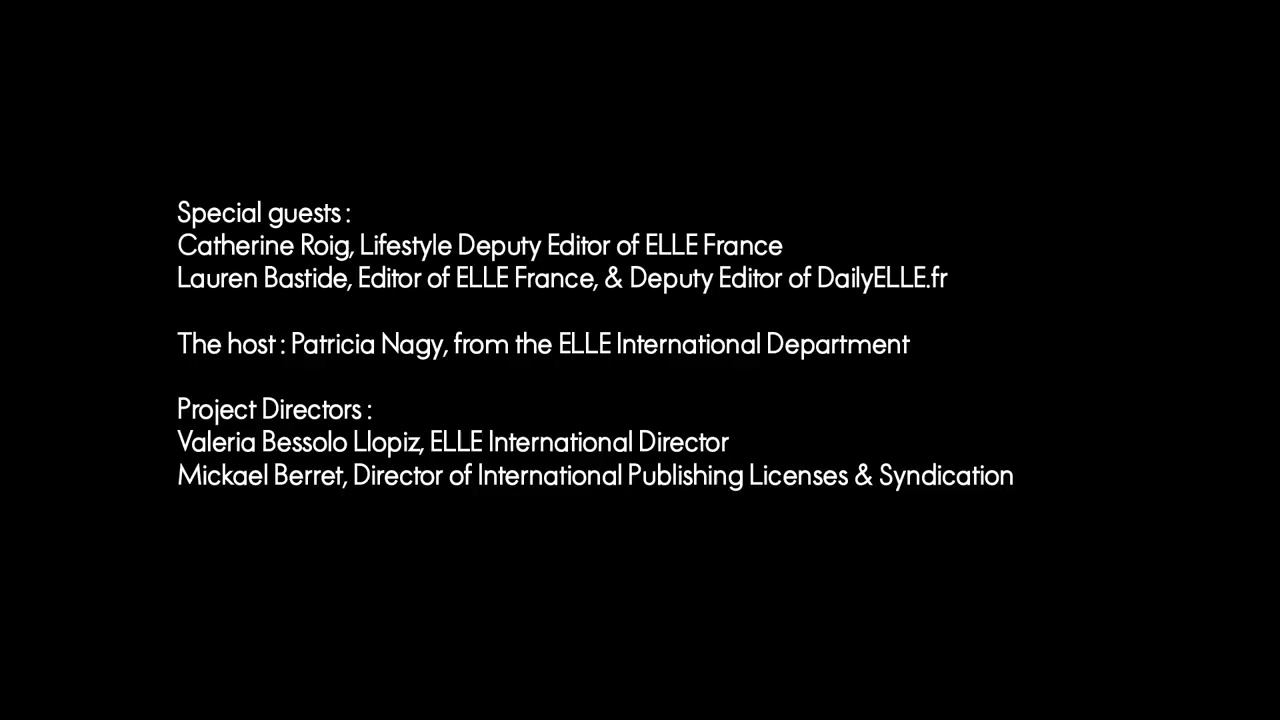 Special guests :
Catherine Roig, Lifestyle Deputy Editor of ELLE France
Lauren Bastide, Editor of ELLE France, & Deputy Editor of DailyELLE.fr
The host : Patricia Nagy, from the ELLE International Department
Project Directors :
Valeria Bessolo Llopiz, ELLE International Director
Mickael Berret, Director of International Publishing Licenses & Syndication